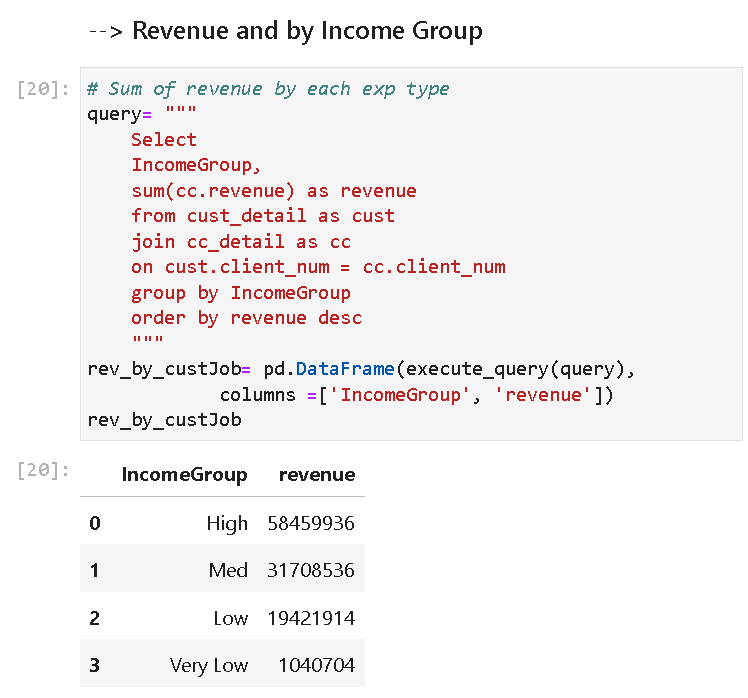 --> Revenue and by Income Group
[20]:
# Sum of revenue by each exp type
query= """
    Select
    IncomeGroup,
    sum(cc.revenue) as revenue
    from cust_detail as cust
    join cc_detail as cc
    on cust.client_num = cc.client_num
    group by IncomeGroup
    order by revenue desc
    """
rev_by_custJob= pd.DataFrame(execute_query(query),
            columns =['IncomeGroup', 'revenue'])
rev_by_custJob
[20]:
IncomeGroup revenue
0 High 58459936
1 Med 31708536
2 Low 19421914
3 Very Low 1040704